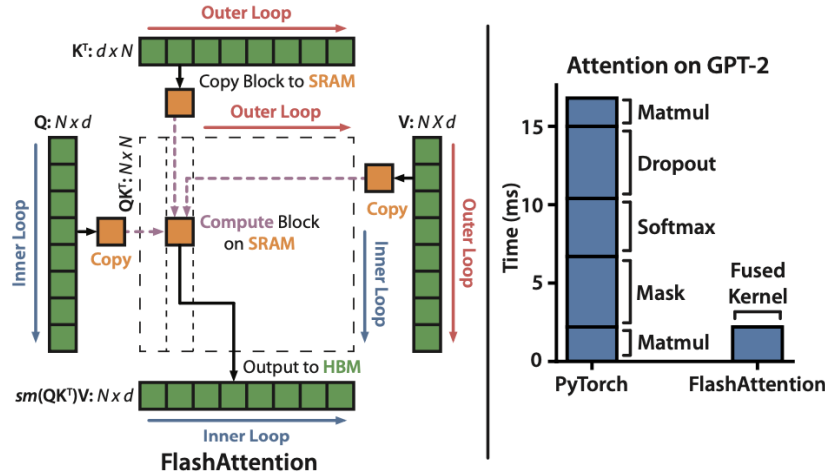 Outer Loop
Kᵀ: d x N
Copy Block to SRAM
Outer Loop
Q: N x d
V: N X d
QKᵀ: N x N
Inner Loop
Copy
Compute Block
on SRAM
Copy
Inner Loop
Outer Loop
Output to HBM
sm(QKᵀ)V: N x d
Inner Loop
FlashAttention
Attention on GPT-2
Time (ms)
15
10
5
0
Matmul
Dropout
Softmax
Mask
Matmul
Fused
Kernel
PyTorch
FlashAttention